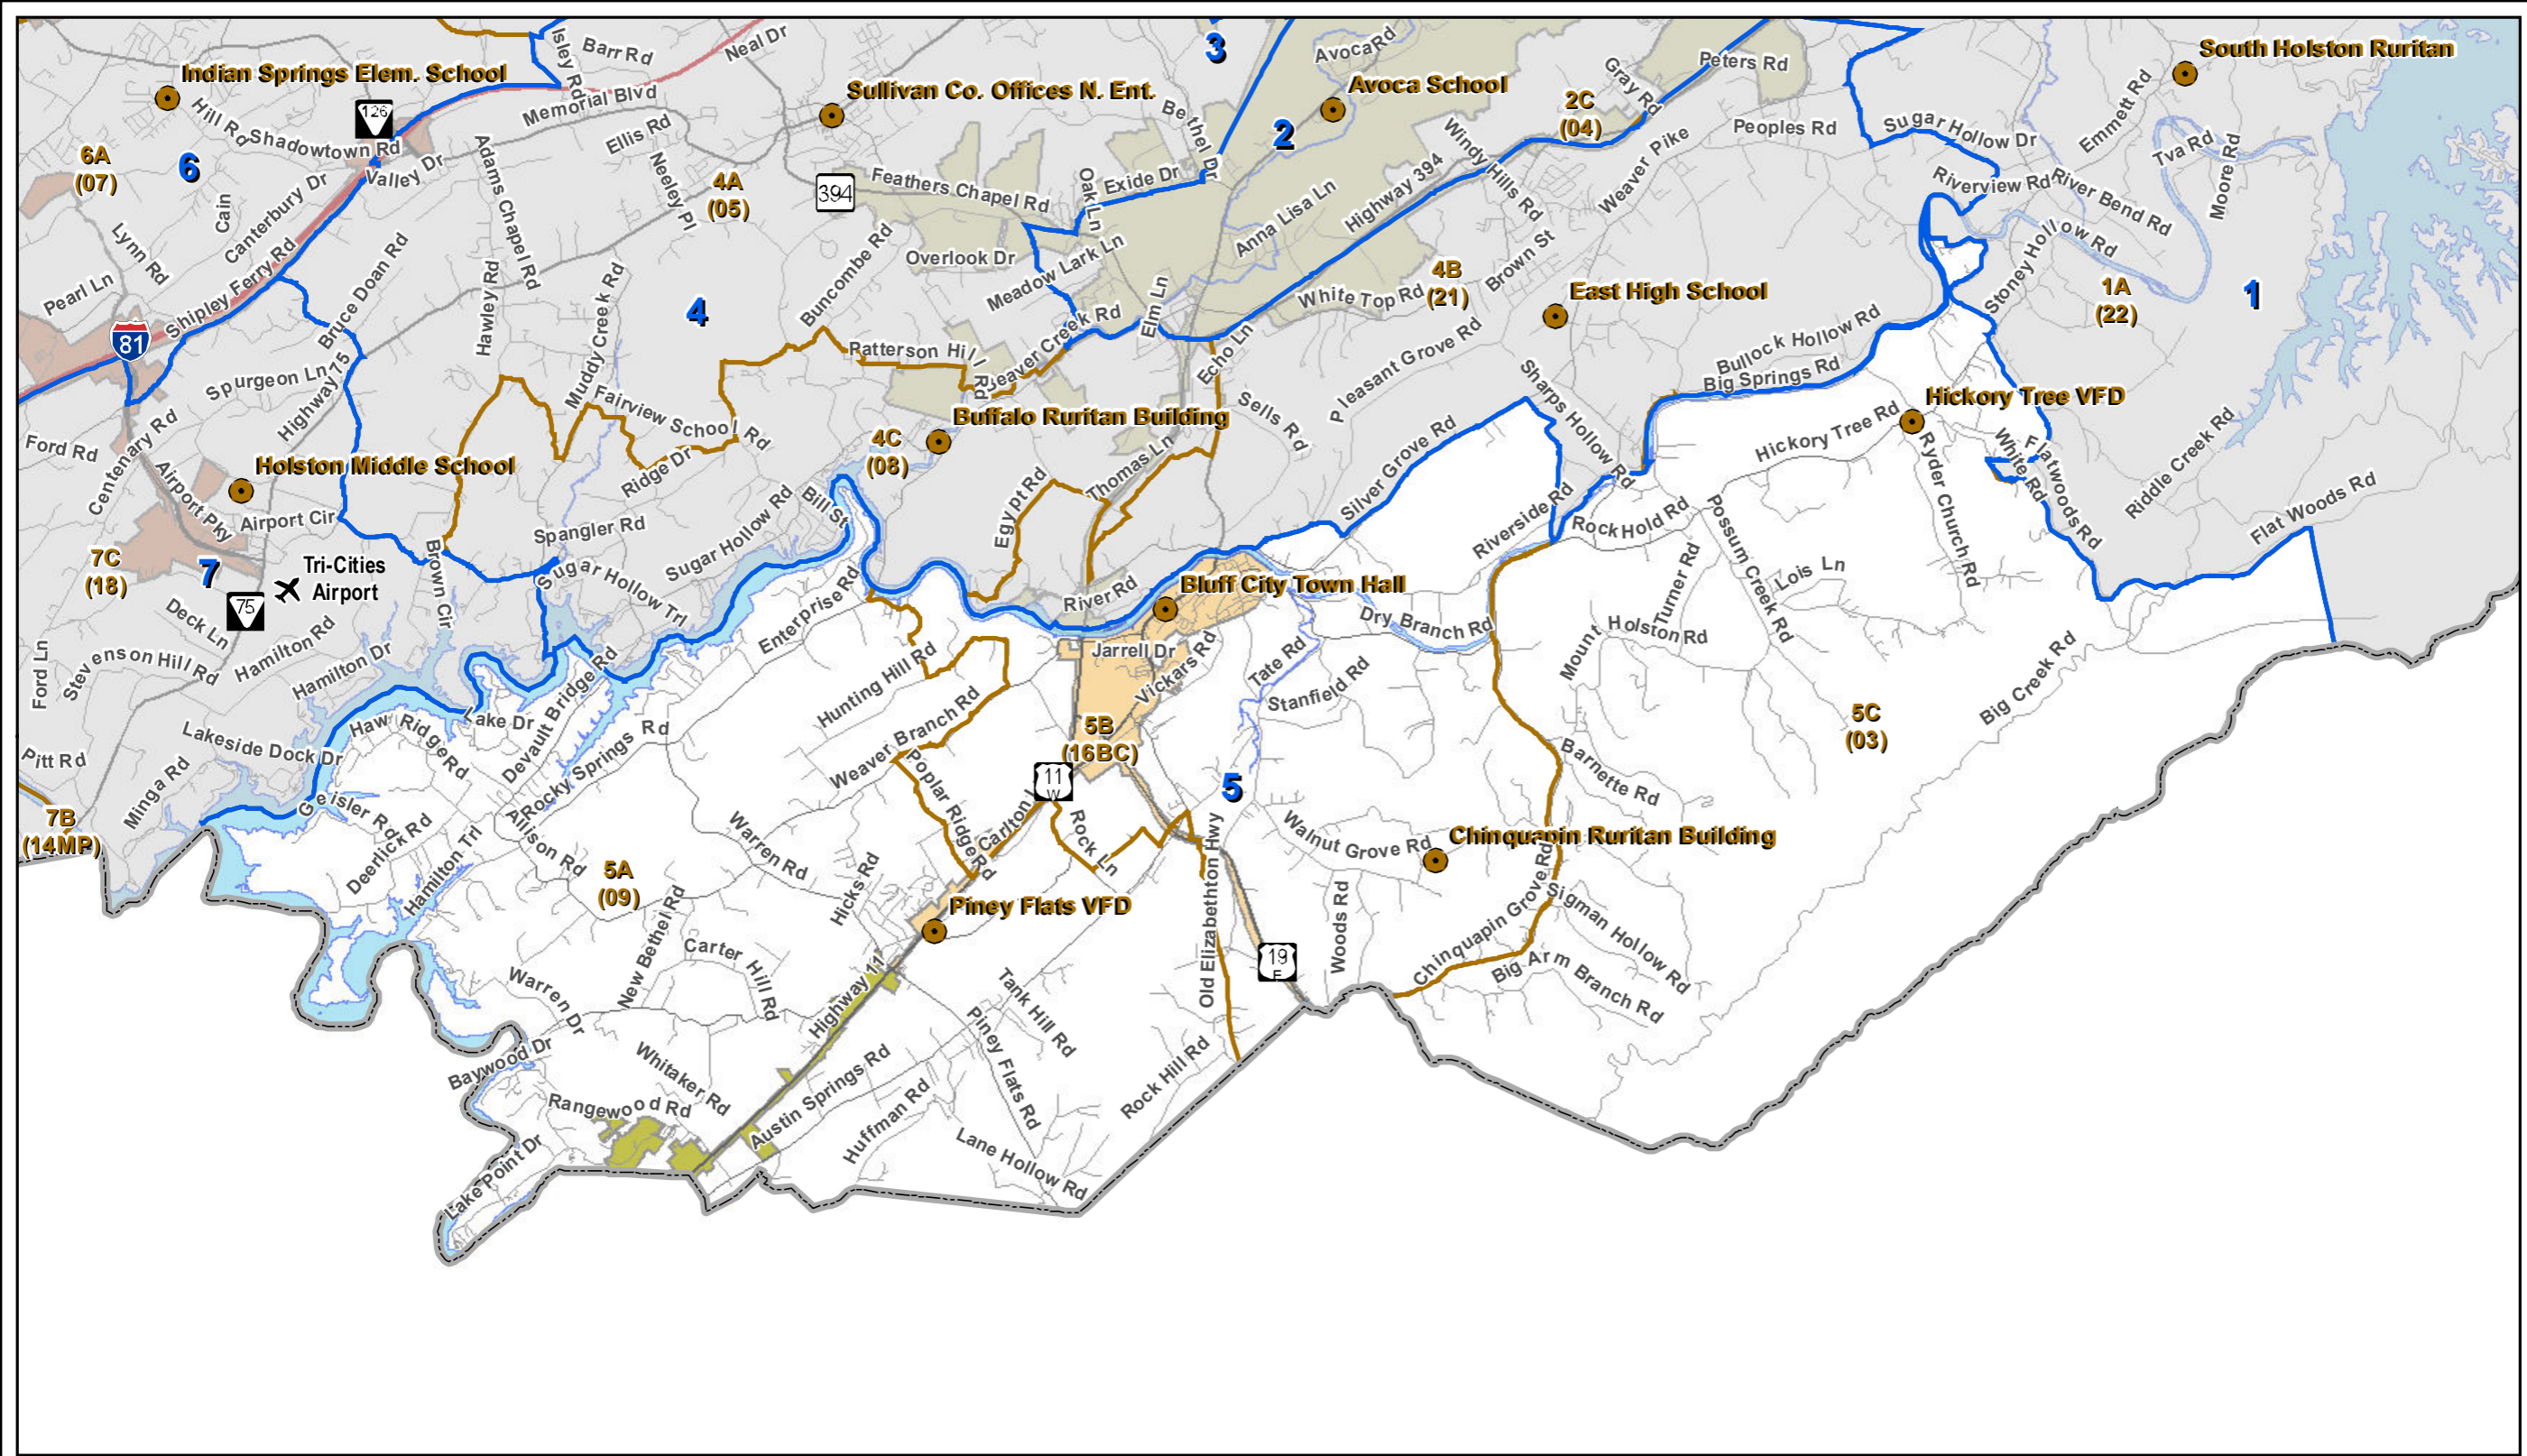 3
Isley Rd
Barr Rd
Neal Dr
Avoca Rd
Gray Rd
Peters Rd
South Holston Ruritan
Indian Springs Elem. School
Sullivan Co. Offices N. Ent.
Avoca School
126
Hill Rd
Memorial Blvd
Bethel Dr
2C
(04)
Emmett Rd
Shadowtown Rd
Ellis Rd
2
Windy Hills Rd
Weaver Pike
Peoples Rd
Sugar Hollow Dr
Tva Rd
Moore Rd
6A
(07)
6
Valley Dr
Adams Chapel Rd
Neeley Pl
4A
(05)
394
Feathers Chapel Rd
Oak Ln
Exide Dr
Highway 394
Riverview Rd
River Bend Rd
Cain
Canterbury Dr
Anna Lisa Ln
Lynn Rd
Shipley Ferry Rd
Bruce Doan Rd
Hawley Rd
Muddy Creek Rd
Buncombe Rd
Overlook Dr
Meadow Lark Ln
Stoney Hollow Rd
4B
(21)
Brown St
East High School
1A
(22)
1
Pearl Ln
4
Elm Ln
White Top Rd
81
Beaver Creek Rd
Echo Ln
Pleasant Grove Rd
Bullock Hollow Rd
Big Springs Rd
Spurgeon Ln
Highway 75
Fairview School Rd
Patterson Hill Rd
Sharps Hollow Rd
Hickory Tree VFD
Buffalo Ruritan Building
Sells Rd
Silver Grove Rd
Hickory Tree Rd
Ford Rd
Centenary Rd
4C
(08)
White Rd
Flatwoods Rd
Riddle Creek Rd
Holston Middle School
Ridge Dr
Thomas Ln
Ryder Church Rd
Airport Pky
Airport Cir
Sugar Hollow Rd
Bill St
Egypt Rd
Riverside Rd
Rock Hold Rd
Possum Creek Rd
Flat Woods Rd
Spangler Rd
7C
(18)
7
Tri-Cities
Airport
Brown Cir
Sugar Hollow Trl
Enterprise Rd
River Rd
Bluff City Town Hall
Turner Rd
Lois Ln
75
Deck Ln
Hamilton Rd
Dry Branch Rd
Mount Holston Rd
Ford Ln
Stevenson Hill Rd
Hamilton Dr
Hunting Hill Rd
Jarrell Dr
Vickars Rd
Tate Rd
Stanfield Rd
Big Creek Rd
Lakeside Dock Dr
Haw Ridge Rd
Lake Dr
Devault Bridge Rd
Rocky Springs Rd
Weaver Branch Rd
5B
(16BC)
5C
(03)
Pitt Rd
Minga Rd
11
W
5
Barnette Rd
7B
(14MP)
Geisler Rd
Allison Rd
Poplar Ridge Rd
Carlton
Rock Ln
Walnut Grove Rd
Chinquapin Ruritan Building
Deerlick Rd
Hamilton Trl
5A
(09)
Warren Rd
Hicks Rd
Piney Flats VFD
Old Elizabethton Hwy
Woods Rd
Chinquapin Grove Rd
Sigman Hollow Rd
New Bethel Rd
Carter Hill Rd
19
E
Big Arm Branch Rd
Warren Dr
Highway 11
Tank Hill Rd
Piney Flats Rd
Baywood Dr
Whitaker Rd
Austin Springs Rd
Rock Hill Rd
Rangewood Rd
Huffman Rd
Lane Hollow Rd
Lake Point Dr